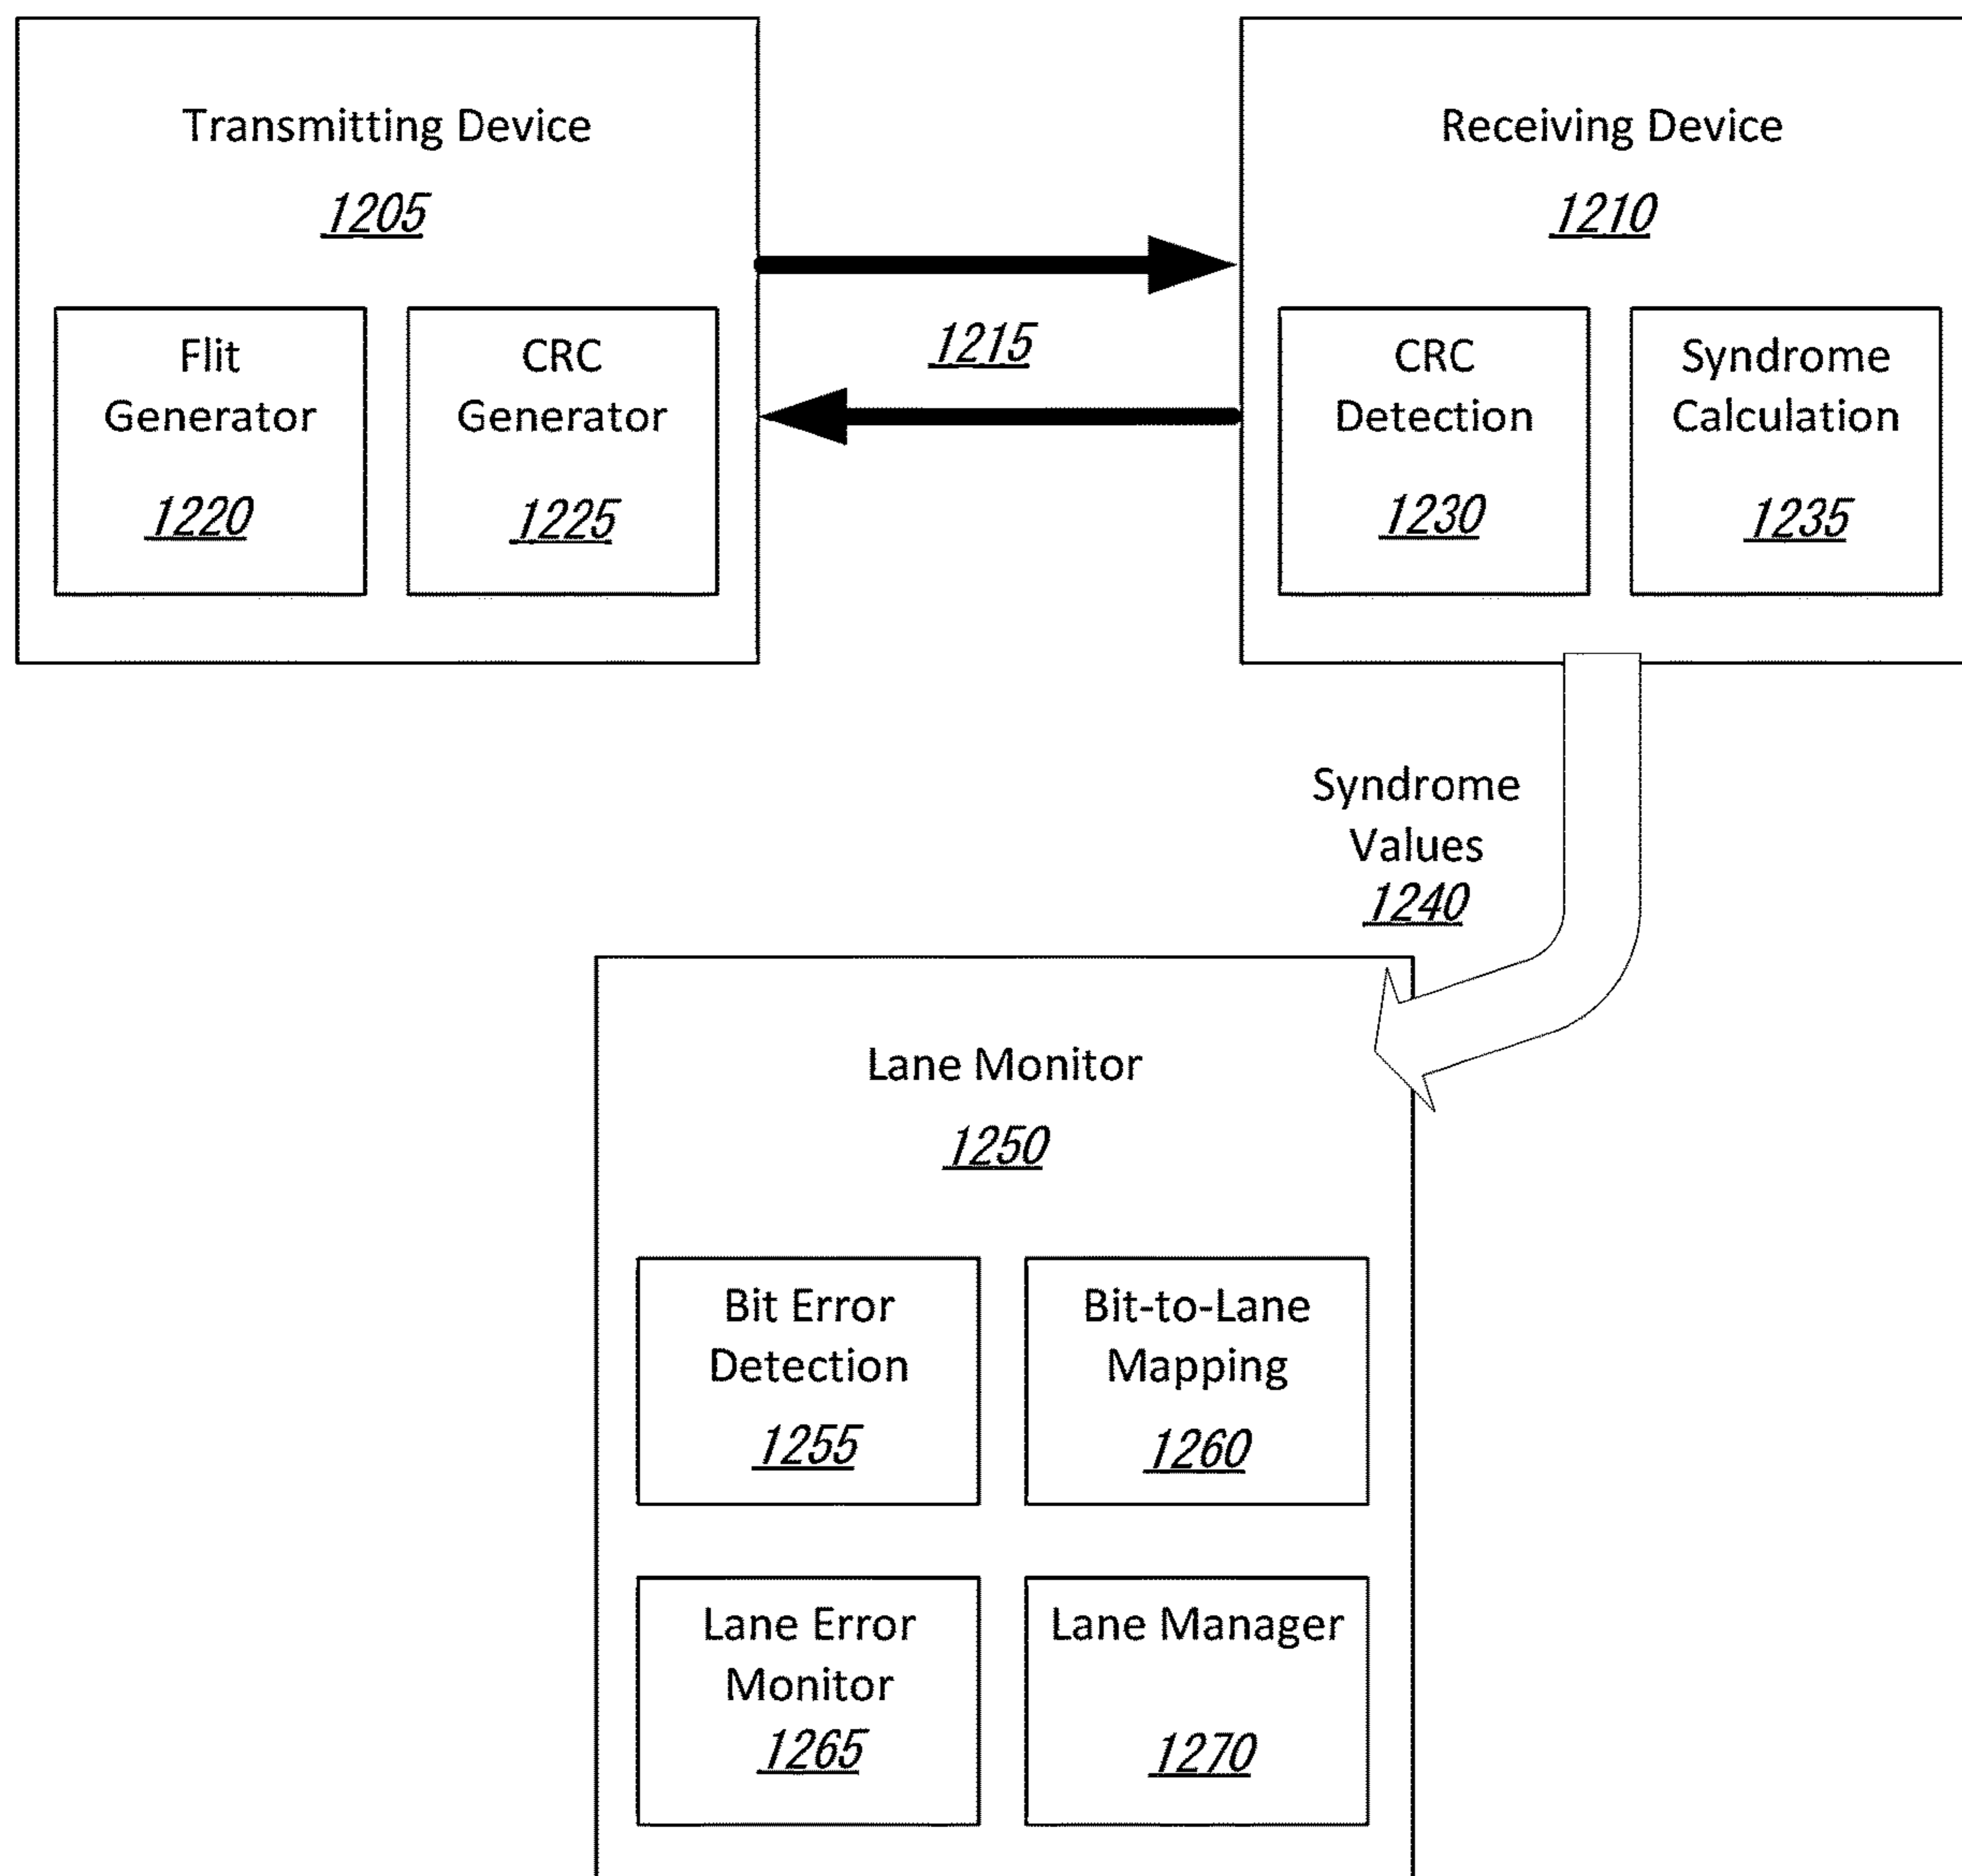 Transmitting Device
1205
Flit
Generator
1220
CRC
Generator
1225
1215
Receiving Device
1210
CRC
Detection
1230
Syndrome
Calculation
1235
Syndrome
Values
1240
Lane Monitor
1250
Bit Error
Detection
1255
Bit-to-Lane
Mapping
1260
Lane Error
Monitor
1265
Lane Manager
1270